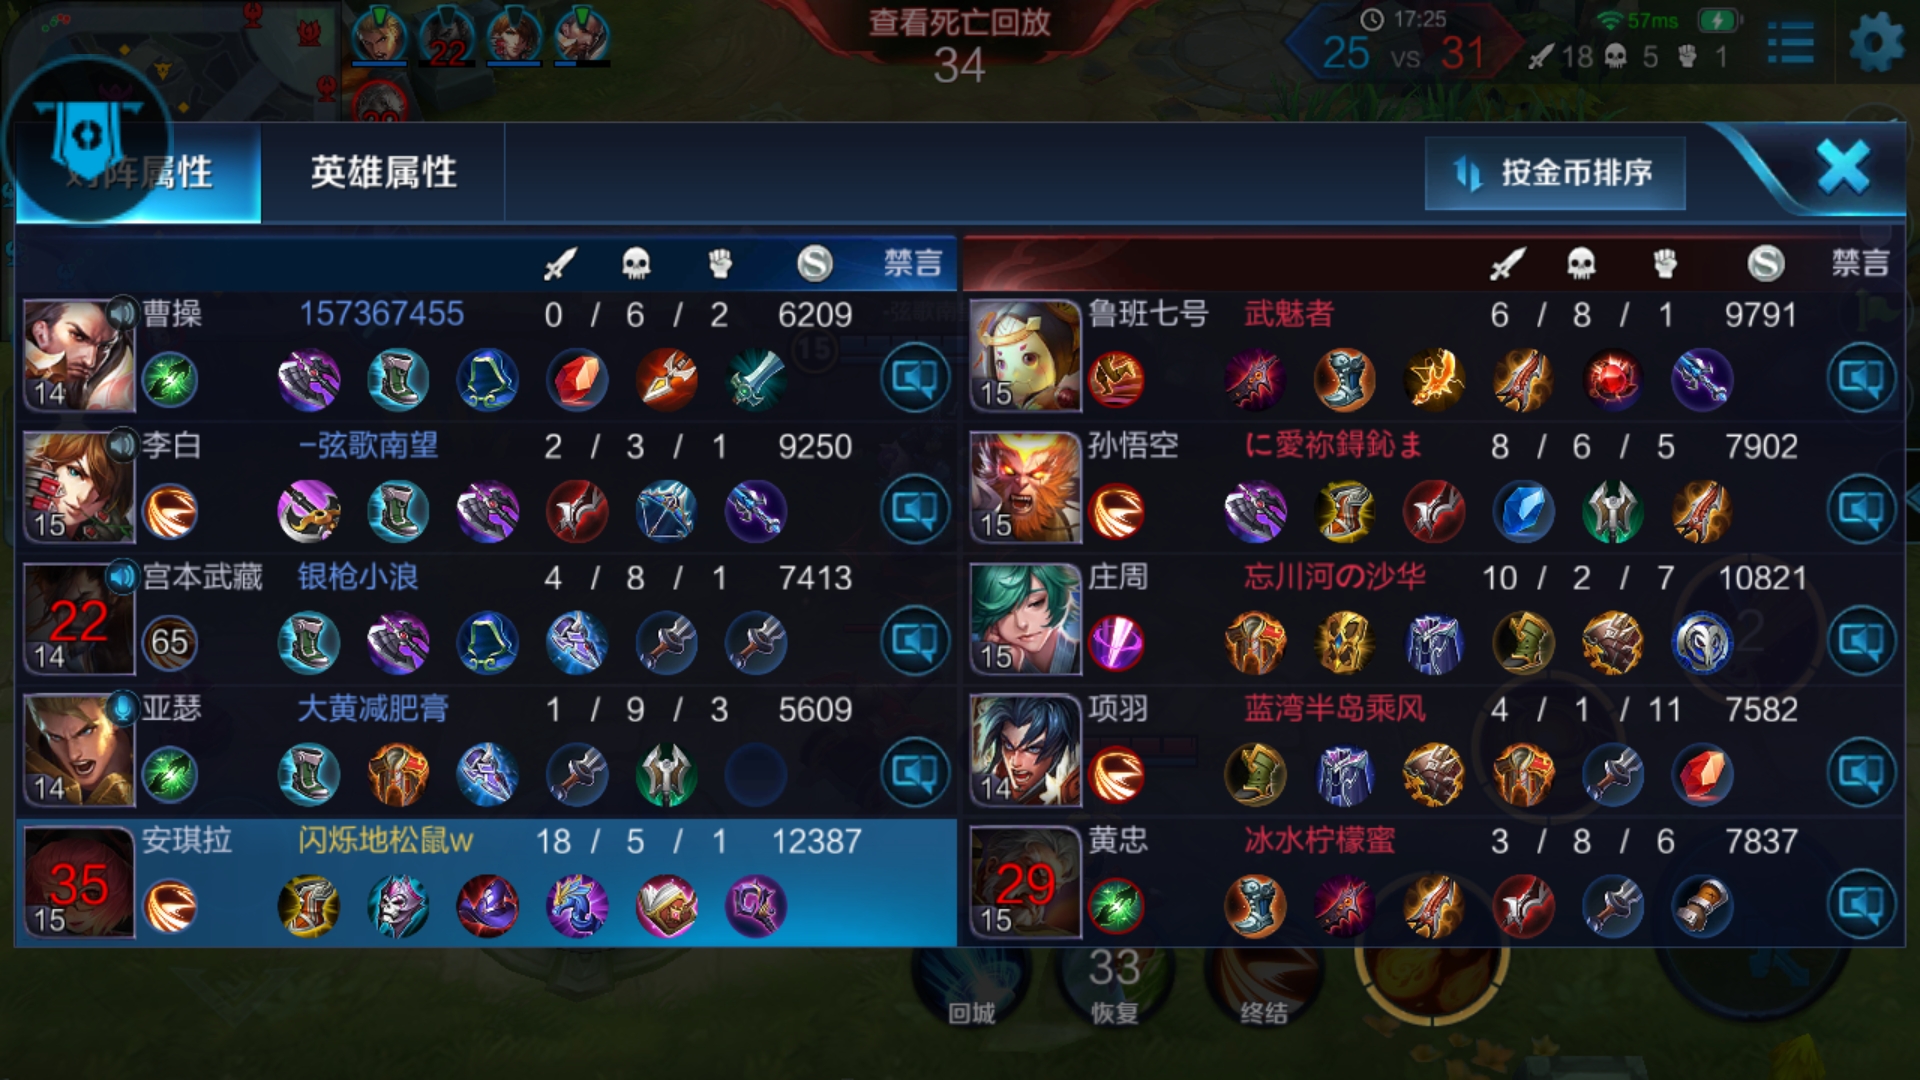 查看死亡回放
34
17:25
57ms
25 VS 31
18 5 1
22
对阵属性
英雄属性
按金币排序
禁言
禁言
曹操 157367455 0 / 6 / 2 6209
14
李白 –弦歌南望 2 / 3 / 1 9250
15
宫本武藏 银枪小浪 4 / 8 / 1 7413
22
65
14
亚瑟 大黄减肥膏 1 / 9 / 3 5609
14
安琪拉 闪烁地松鼠w 18 / 5 / 1 12387
35
15
鲁班七号 武魅者 6 / 8 / 1 9791
15
孙悟空 に愛祢鍀鈊ま 8 / 6 / 5 7902
15
庄周 忘川河の沙华 10 / 2 / 7 10821
15
项羽 蓝湾半岛乘风 4 / 1 / 11 7582
14
黄忠 冰水柠檬蜜 3 / 8 / 6 7837
29
15
33
回城
恢复
终结